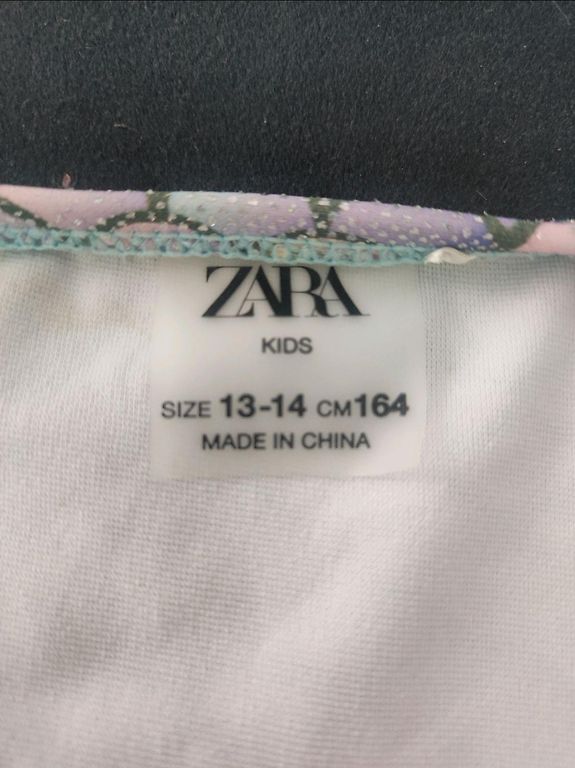 ZARA
KIDS
SIZE 13-14 CM164
MADE IN CHINA